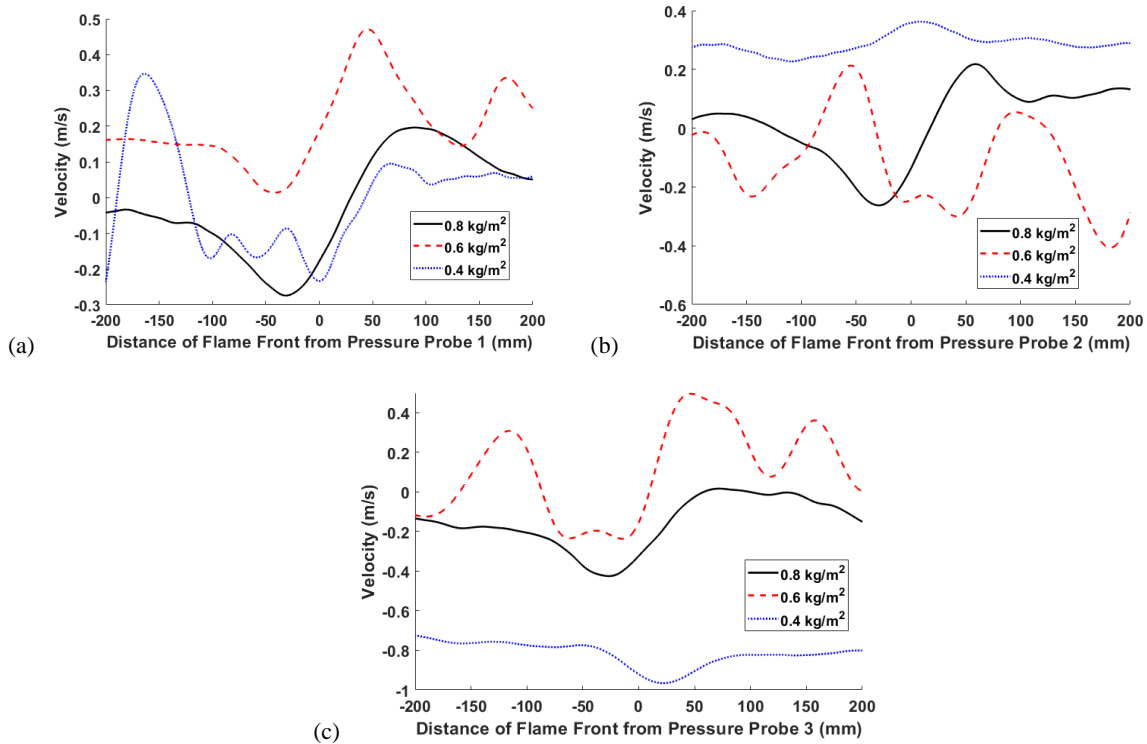 0.5
0.4
0.3
0.2
0.1
0
-0.1
-0.2
-0.3
Velocity (m/s)
0.8 kg/m²
0.6 kg/m²
0.4 kg/m²
-200 -150 -100 -50 0 50 100 150 200
(a) Distance of Flame Front from Pressure Probe 1 (mm)
0.4
0.2
0
-0.2
-0.4
-0.6
Velocity (m/s)
0.8 kg/m²
0.6 kg/m²
0.4 kg/m²
-200 -150 -100 -50 0 50 100 150 200
(b) Distance of Flame Front from Pressure Probe 2 (mm)
0.4
0.2
0
-0.2
-0.4
-0.6
-0.8
-1
Velocity (m/s)
0.8 kg/m²
0.6 kg/m²
0.4 kg/m²
-200 -150 -100 -50 0 50 100 150 200
(c) Distance of Flame Front from Pressure Probe 3 (mm)